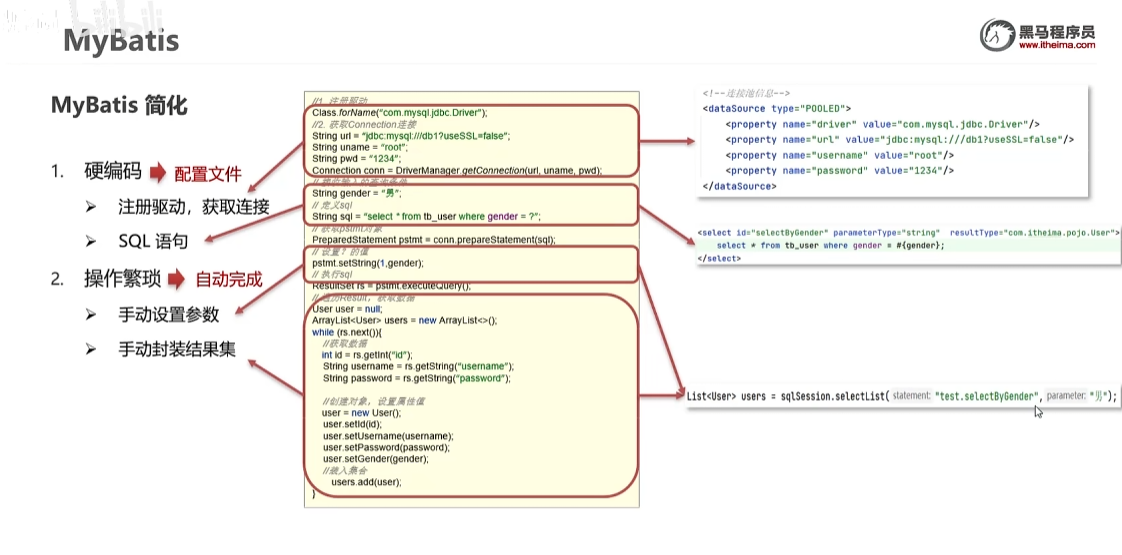 bilibili
MyBatis
黑马程序员
www.itheima.com
MyBatis 简化
1. 硬编码 配置文件
注册驱动，获取连接
SQL 语句
2. 操作繁琐 自动完成
手动设置参数
手动封装结果集
//1. 注册驱动
Class.forName("com.mysql.jdbc.Driver");
//2. 获取Connection连接
String url = "jdbc:mysql:///db1?useSSL=false";
String uname = "root";
String pwd = "1234";
Connection conn = DriverManager.getConnection(url, uname, pwd);
String gender = "男";
// 定义sql
String sql = "select * from tb_user where gender = ?";
// 获取pstmt对象
PreparedStatement pstmt = conn.prepareStatement(sql);
// 设置？的值
pstmt.setString(1,gender);
// 执行sql
ResultSet rs = pstmt.executeQuery();
// 遍历Result，获取数据
User user = null;
ArrayList<User> users = new ArrayList<>();
while (rs.next()){
//获取数据
int id = rs.getInt("id");
String username = rs.getString("username");
String password = rs.getString("password");
//创建对象，设置属性值
user = new User();
user.setId(id);
user.setUsername(username);
user.setPassword(password);
user.setGender(gender);
//装入集合
users.add(user);
}
<!--连接池信息-->
<dataSource type="POOLED">
<property name="driver" value="com.mysql.jdbc.Driver"/>
<property name="url" value="jdbc:mysql:///db1?useSSL=false"/>
<property name="username" value="root"/>
<property name="password" value="1234"/>
</dataSource>
<select id="selectByGender" parameterType="string" resultType="com.itheima.pojo.User">
select * from tb_user where gender = #{gender};
</select>
List<User> users = sqlSession.selectList( statement: "test.selectByGender", parameter: "男");